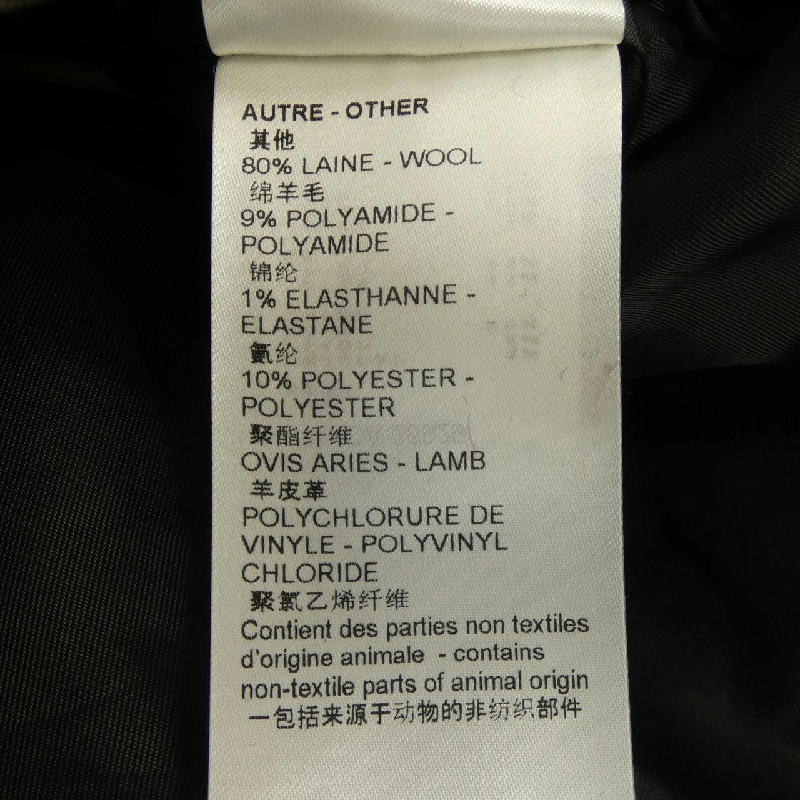 AUTRE - OTHER
其他
80% LAINE - WOOL
绵羊毛
9% POLYAMIDE -
POLYAMIDE
锦纶
1% ELASTHANNE -
ELASTANE
氨纶
10% POLYESTER -
POLYESTER
聚酯纤维
OVIS ARIES - LAMB
羊皮革
POLYCHLORURE DE
VINYLE - POLYVINYL
CHLORIDE
聚氯乙烯纤维
Contient des parties non textiles
d'origine animale - contains
non-textile parts of animal origin
一包括来源于动物的非纺织部件